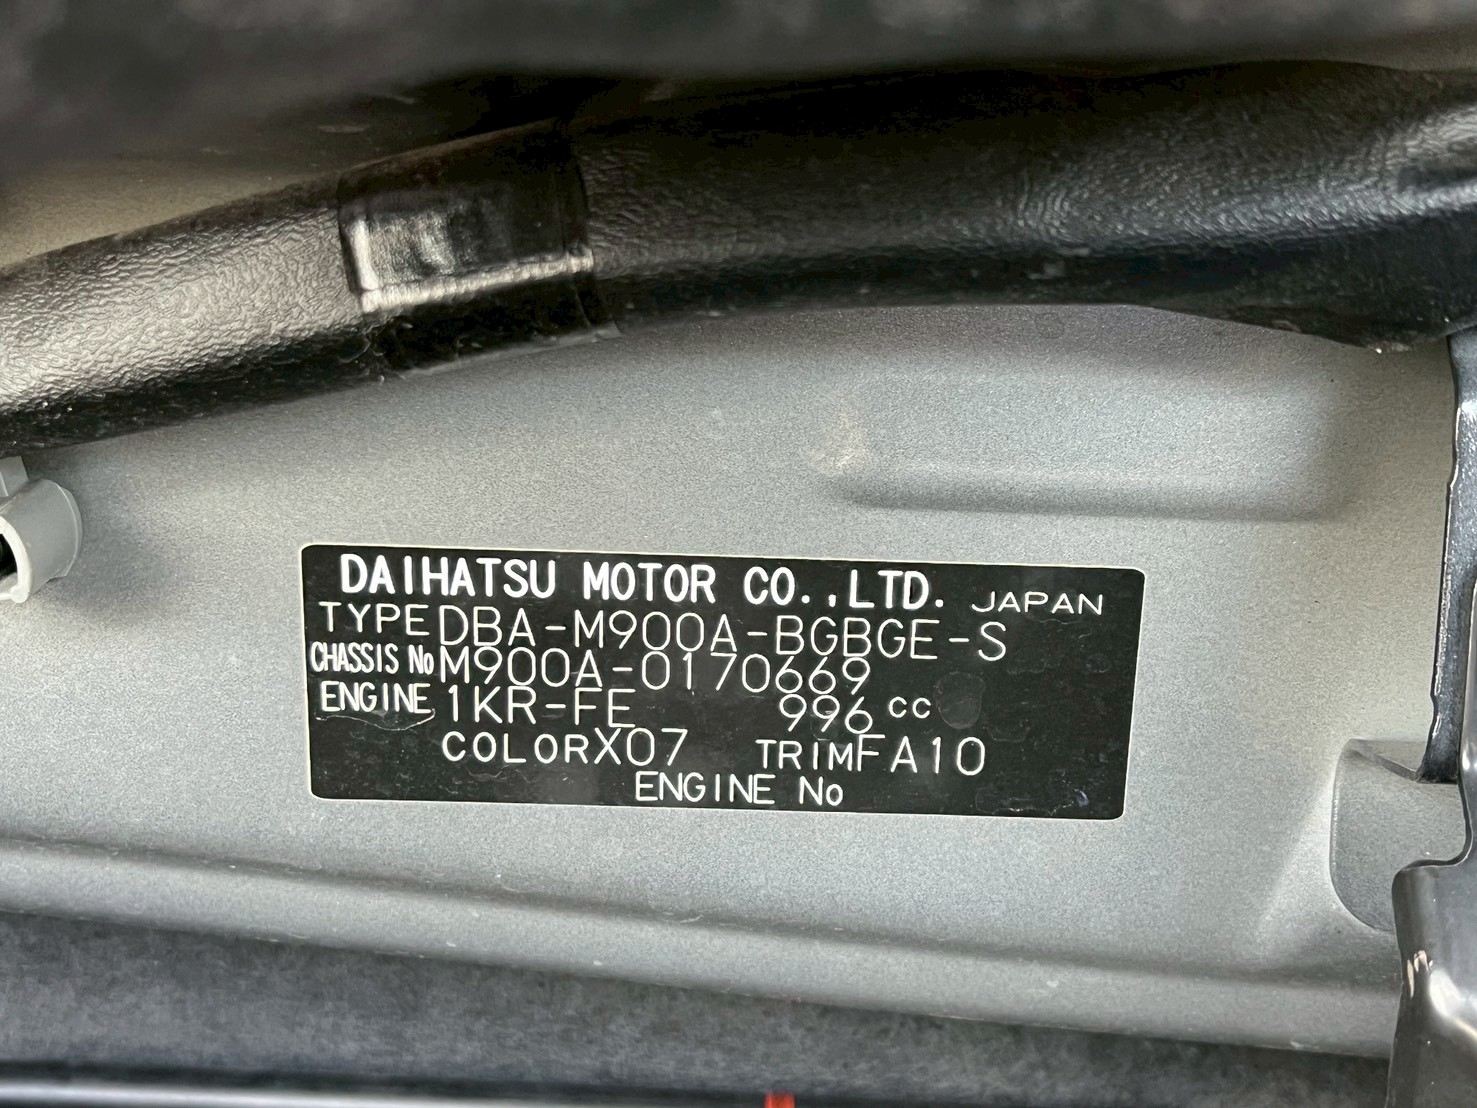 DAIHATSU MOTOR CO.,LTD. JAPAN
TYPE DBA-M900A-BGBGE-S
CHASSIS No M900A-0170669
ENGINE 1KR-FE 996 cc
COLOR X07 TRIM FA10
ENGINE No